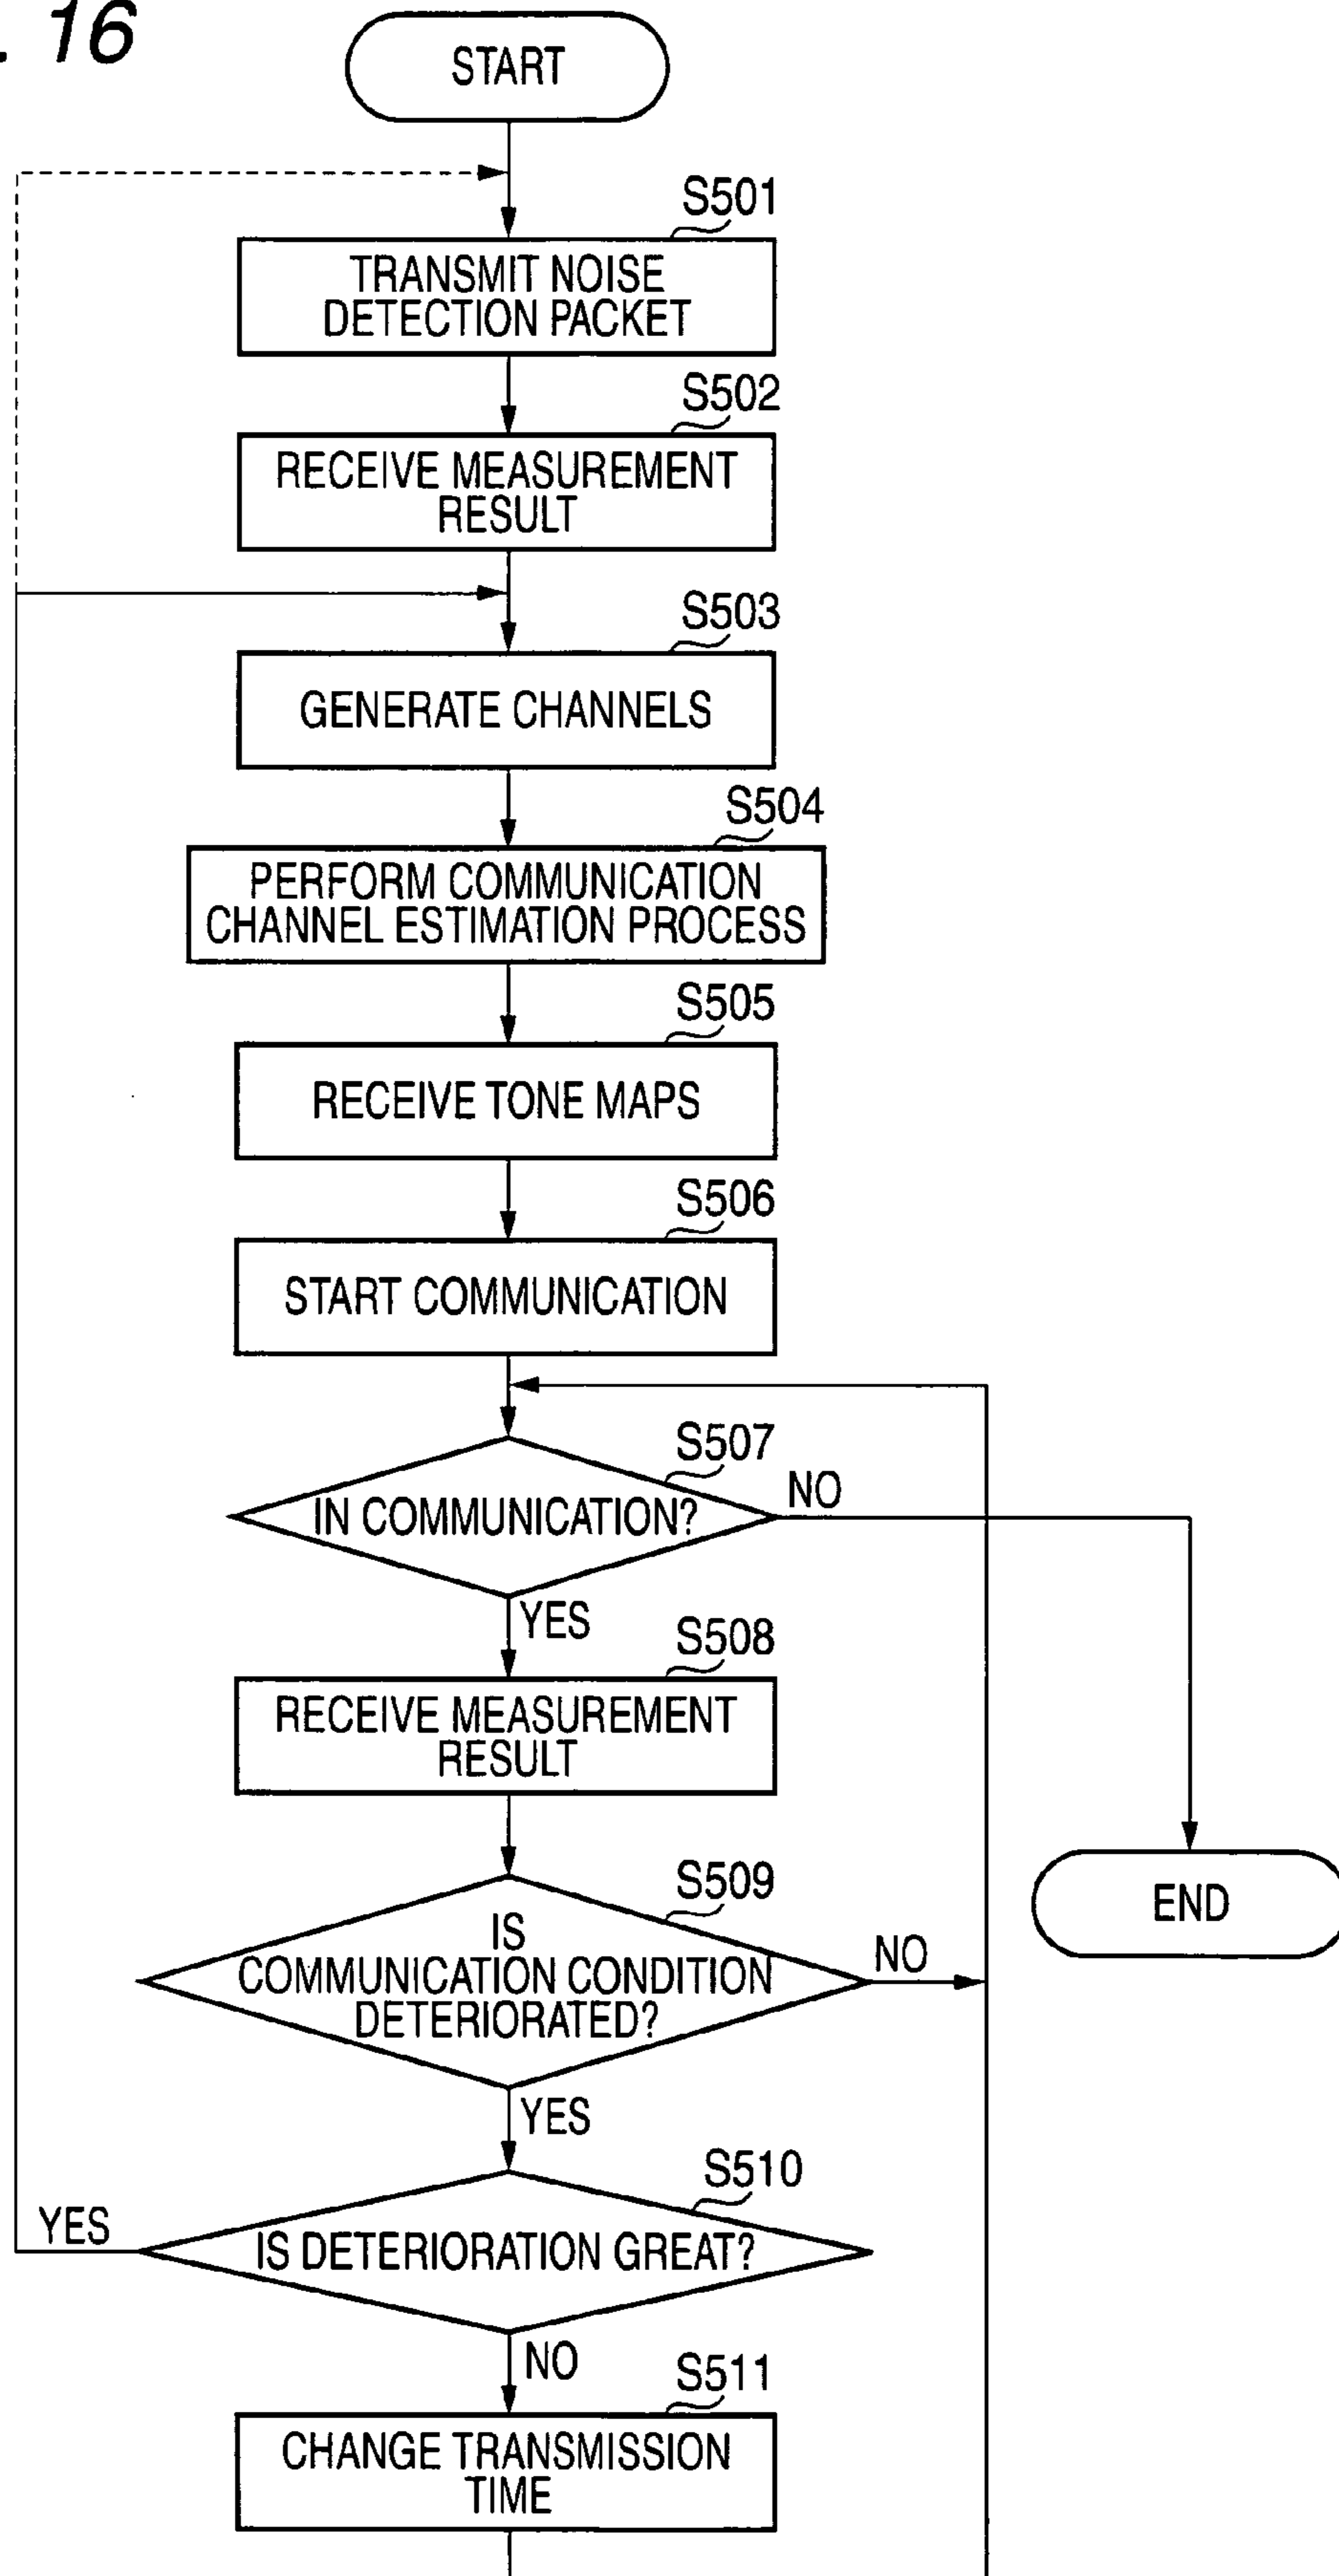 . 16
START
S501
TRANSMIT NOISE
DETECTION PACKET
S502
RECEIVE MEASUREMENT
RESULT
S503
GENERATE CHANNELS
S504
PERFORM COMMUNICATION
CHANNEL ESTIMATION PROCESS
S505
RECEIVE TONE MAPS
S506
START COMMUNICATION
S507
IN COMMUNICATION?
NO
YES
S508
RECEIVE MEASUREMENT
RESULT
S509
IS
COMMUNICATION CONDITION
DETERIORATED?
NO
END
YES
S510
IS DETERIORATION GREAT?
YES
NO
S511
CHANGE TRANSMISSION
TIME